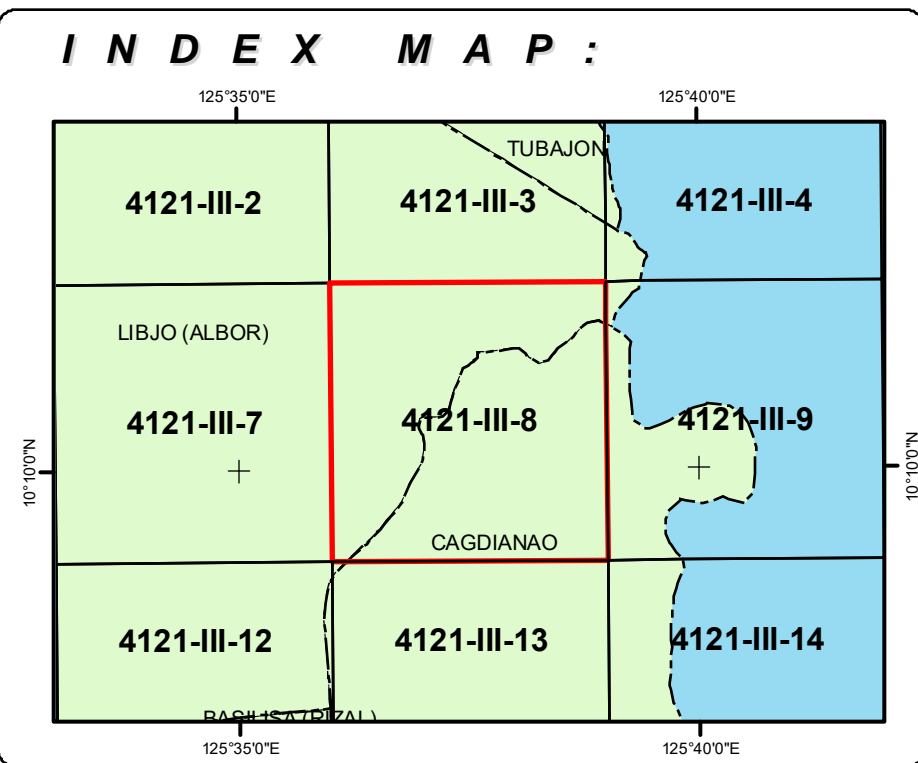 INDEX MAP:
125°35'0"E 125°40'0"E
TUBAJON
4121-III-2 4121-III-3 4121-III-4
LIBJO (ALBOR)
4121-III-7 4121-III-8 4121-III-9
10°10'0"N 10°10'0"N
CAGDIANAO
4121-III-12 4121-III-13 4121-III-14
BASILISA (RIZAL)
125°35'0"E 125°40'0"E